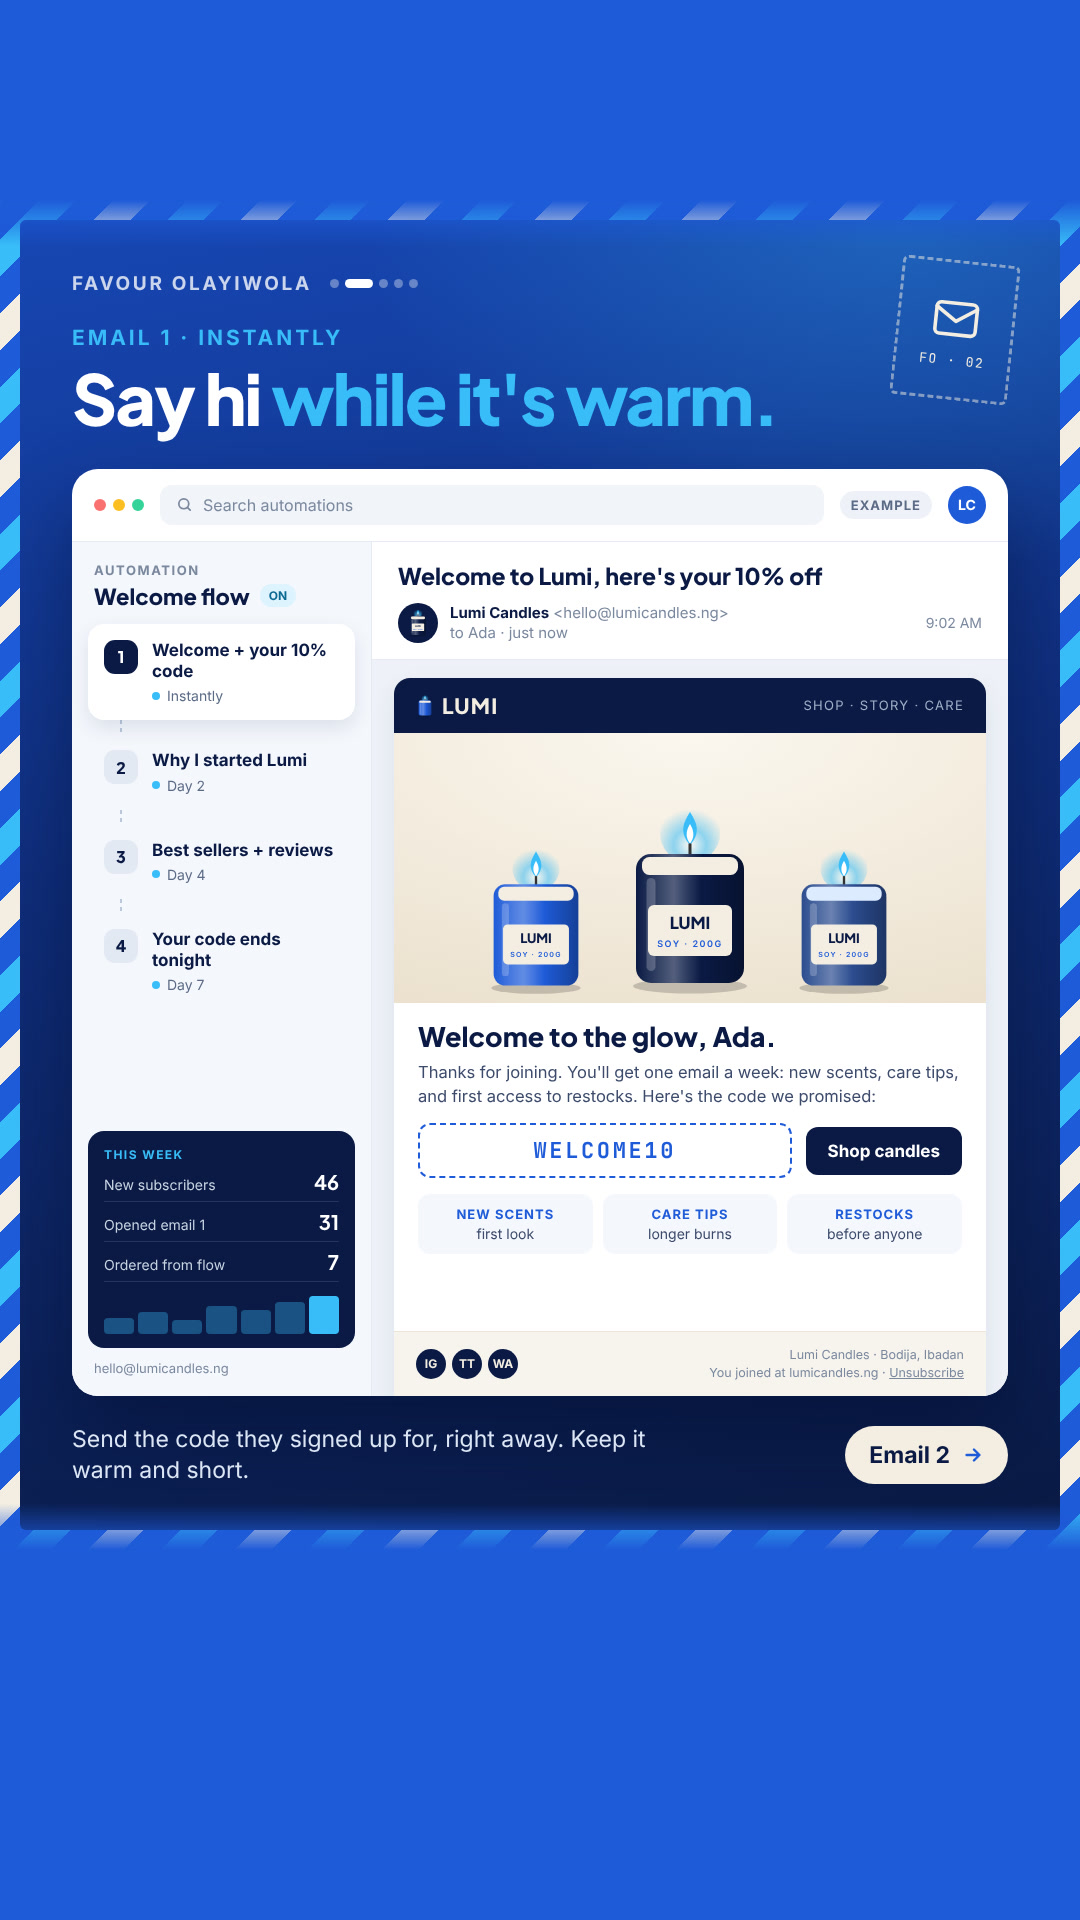 FAVOUR OLAYIWOLA
EMAIL 1 · INSTANTLY
Say hi while it's warm.
FO · 02
Search automations
EXAMPLE
LC
AUTOMATION
Welcome flow ON
1
Welcome + your 10%
code
Instantly
2
Why I started Lumi
Day 2
3
Best sellers + reviews
Day 4
4
Your code ends
tonight
Day 7
THIS WEEK
New subscribers 46
Opened email 1 31
Ordered from flow 7
hello@lumicandles.ng
Welcome to Lumi, here's your 10% off
Lumi Candles <hello@lumicandles.ng>
to Ada · just now
9:02 AM
LUMI
SHOP · STORY · CARE
LUMI
SOY · 200G
LUMI
SOY · 200G
LUMI
SOY · 200G
Welcome to the glow, Ada.
Thanks for joining. You'll get one email a week: new scents, care tips,
and first access to restocks. Here's the code we promised:
WELCOME10
Shop candles
NEW SCENTS
first look
CARE TIPS
longer burns
RESTOCKS
before anyone
IG TT WA
Lumi Candles · Bodija, Ibadan
You joined at lumicandles.ng · Unsubscribe
Send the code they signed up for, right away. Keep it
warm and short.
Email 2 →